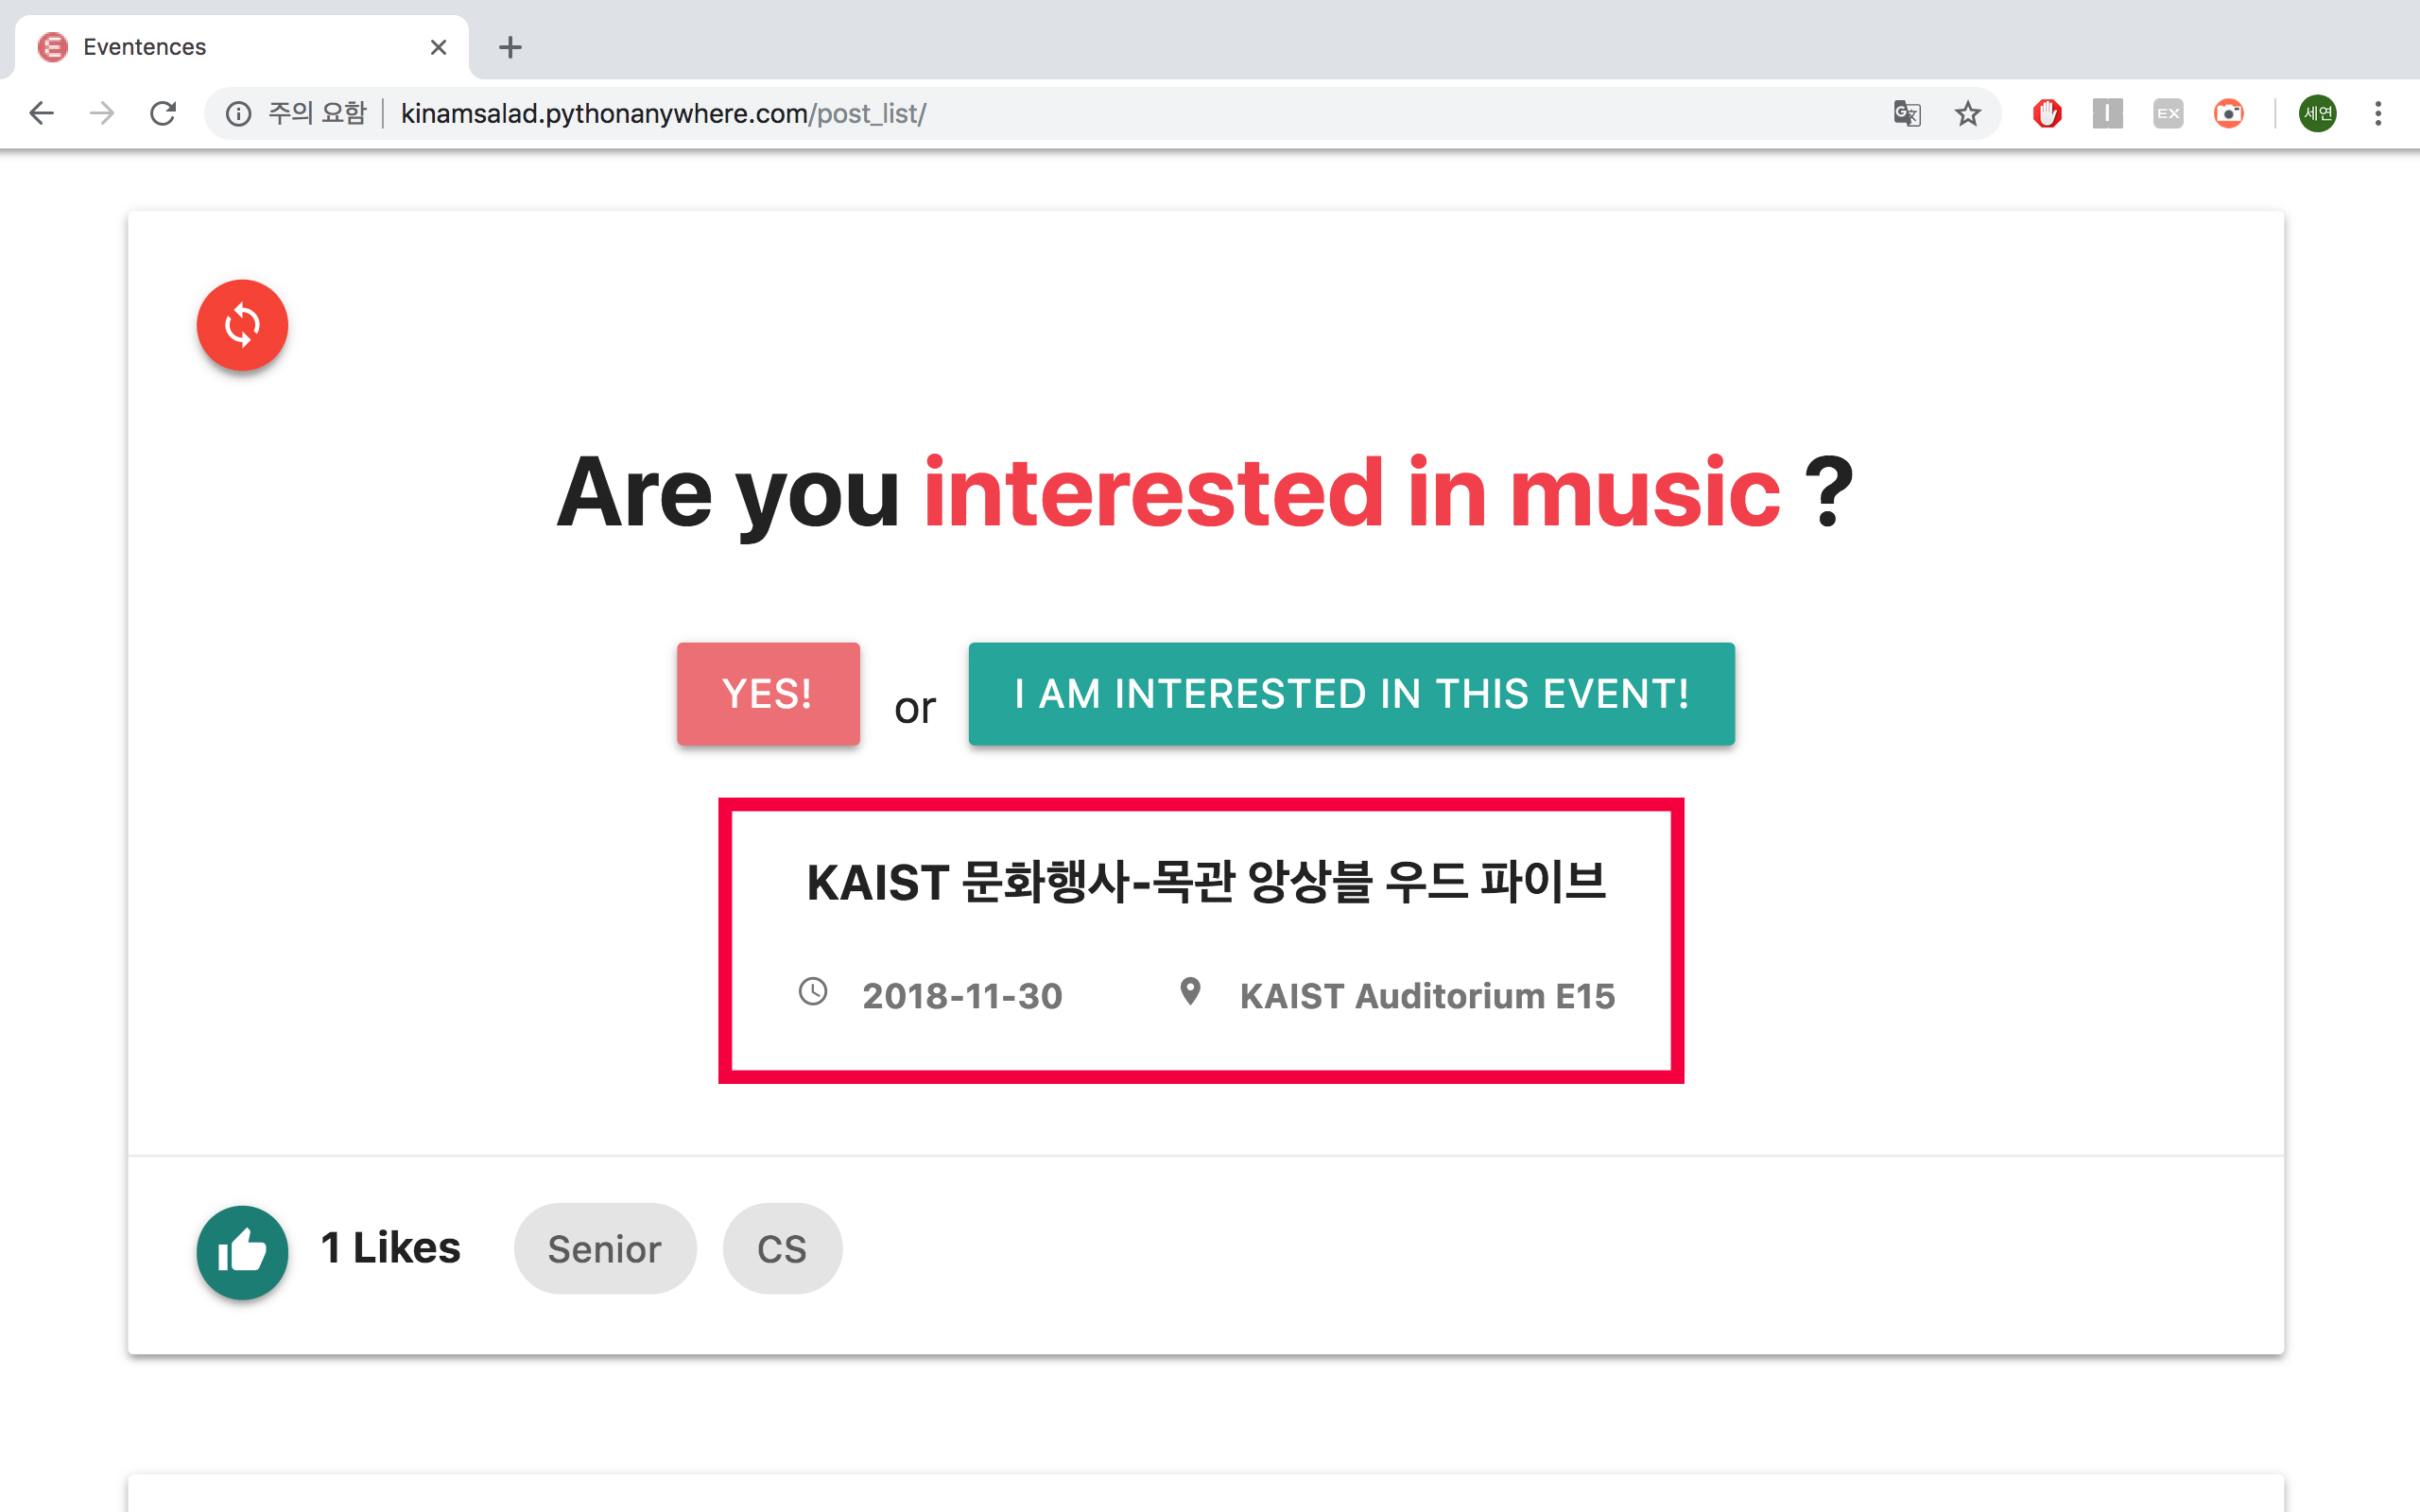 Eventences
주의 요함 kinamsalad.pythonanywhere.com/post_list/
EX
세연
Are you interested in music ?
YES! or I AM INTERESTED IN THIS EVENT!
KAIST 문화행사-목관 앙상블 우드 파이브
2018-11-30 KAIST Auditorium E15
1 Likes Senior CS